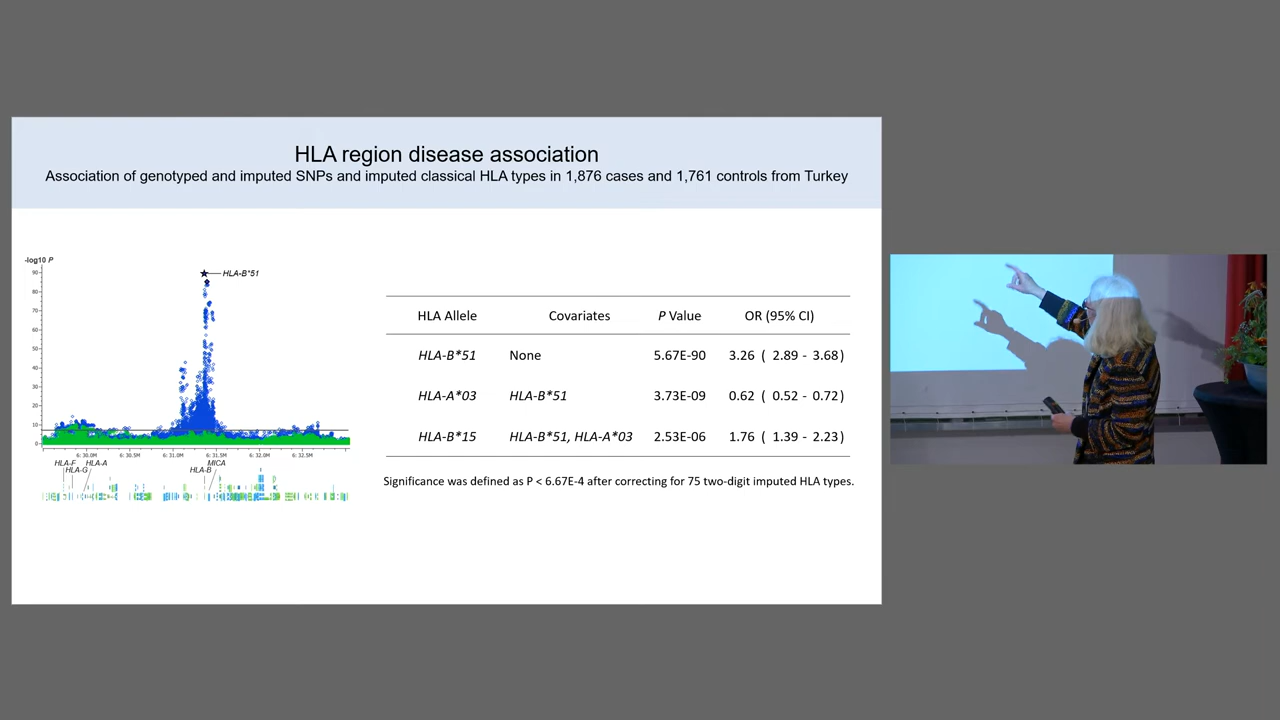 HLA region disease association
Association of genotyped and imputed SNPs and imputed classical HLA types in 1,876 cases and 1,761 controls from Turkey
-log10 P
HLA-B*51
90
80
70
60
50
40
30
20
10
0
6: 30.0M 6: 30.5M 6: 31.0M 6: 31.5M 6: 32.0M 6: 32.5M
HLA-F HLA-A MICA
HLA-G HLA-B
HLA Allele Covariates P Value OR (95% CI)
HLA-B*51 None 5.67E-90 3.26 ( 2.89 - 3.68)
HLA-A*03 HLA-B*51 3.73E-09 0.62 ( 0.52 - 0.72)
HLA-B*15 HLA-B*51, HLA-A*03 2.53E-06 1.76 ( 1.39 - 2.23)
Significance was defined as P < 6.67E-4 after correcting for 75 two-digit imputed HLA types.